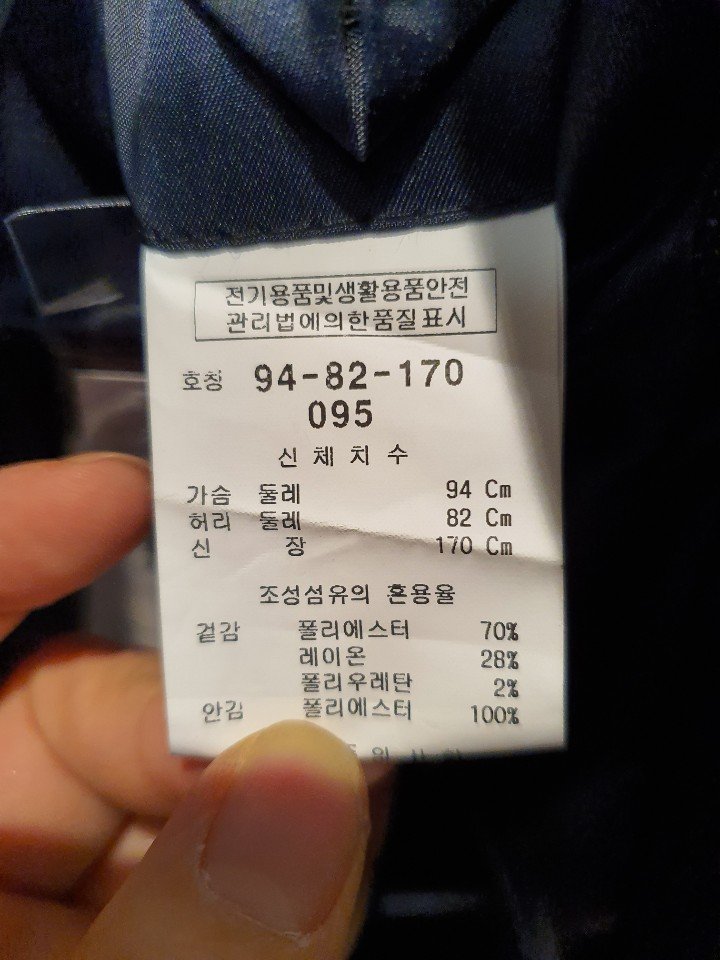 전기용품및생활용품안전
관리법에의한품질표시
호칭 94-82-170
095
신 체 치 수
가슴 둘레 94 Cm
허리 둘레 82 Cm
신 장 170 Cm
조성섬유의 혼용율
겉감 폴리에스터 70%
레이온 28%
폴리우레탄 2%
안감 폴리에스터 100%